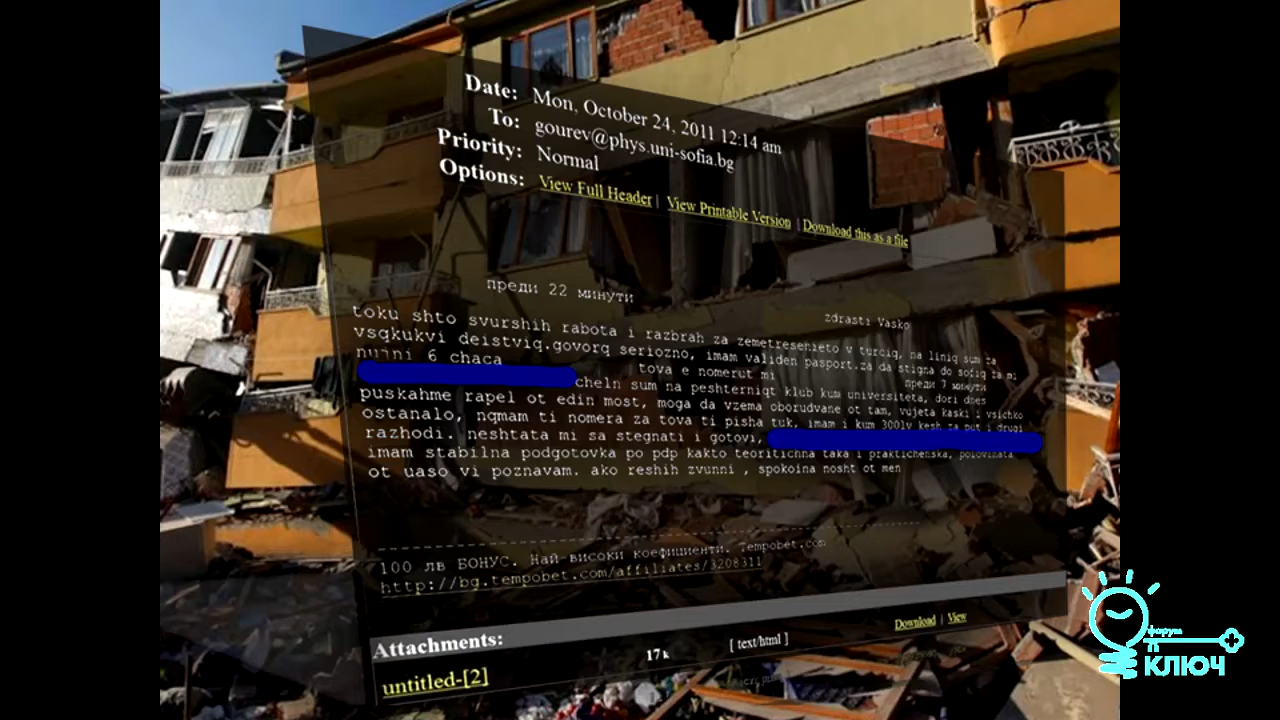 Date: Mon, October 24, 2011 12:14 am
To: gourev@phys.uni-sofia.bg
Priority: Normal
Options: View Full Header | View Printable Version | Download this as a file
преди 22 минути
zdrasti Vasko
toku shto svurshih rabota i razbrah za zemetresenieto v turciq, na liniq sum za
vsqkukvi deistviq.govorq seriozno, imam validen pasport.za da stigna do sofiq sa mi
nujni 6 chaca
tova e nomerut mi
преди 7 минути
cheln sum na peshterniqt klub kum universiteta, dori dnes
puskahme rapel ot edin most, moga da vzema oborudvane ot tam, vujeta kaski i vsichko
ostanalo, nqmam ti nomera za tova ti pisha tuk, imam i kum 300lv kesh za put i drugi
razhodi. neshtata mi sa stegnati i gotovi,
imam stabilna podgotovka po pdp kakto teoritichna taka i praktichenska, polovinata
ot uaso vi poznavam. ako reshih zvunni , spokoina nosht ot men
100 лв БОНУС. Най-високи коефициенти. Tempobet.com
http://bg.tempobet.com/affiliates/3208311
Attachments:
untitled-[2] 17 k [ text/html ] Download | View
форум
КЛЮЧ